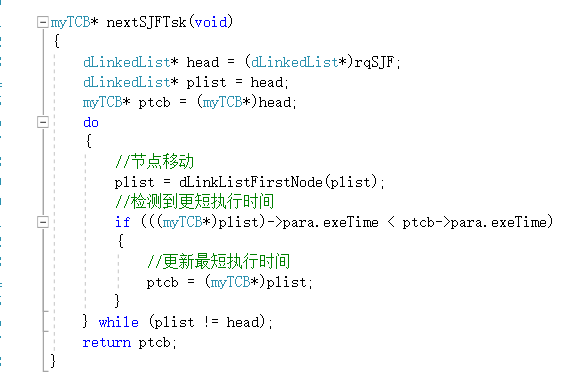 myTCB* nextSJFTsk(void)
{
dLinkedList* head = (dLinkedList*)rqSJF;
dLinkedList* plist = head;
myTCB* ptcb = (myTCB*)head;
do
{
//节点移动
plist = dLinkListFirstNode(plist);
//检测到更短执行时间
if (((myTCB*)plist)->para.exeTime < ptcb->para.exeTime)
{
//更新最短执行时间
ptcb = (myTCB*)plist;
}
} while (plist != head);
return ptcb;
}